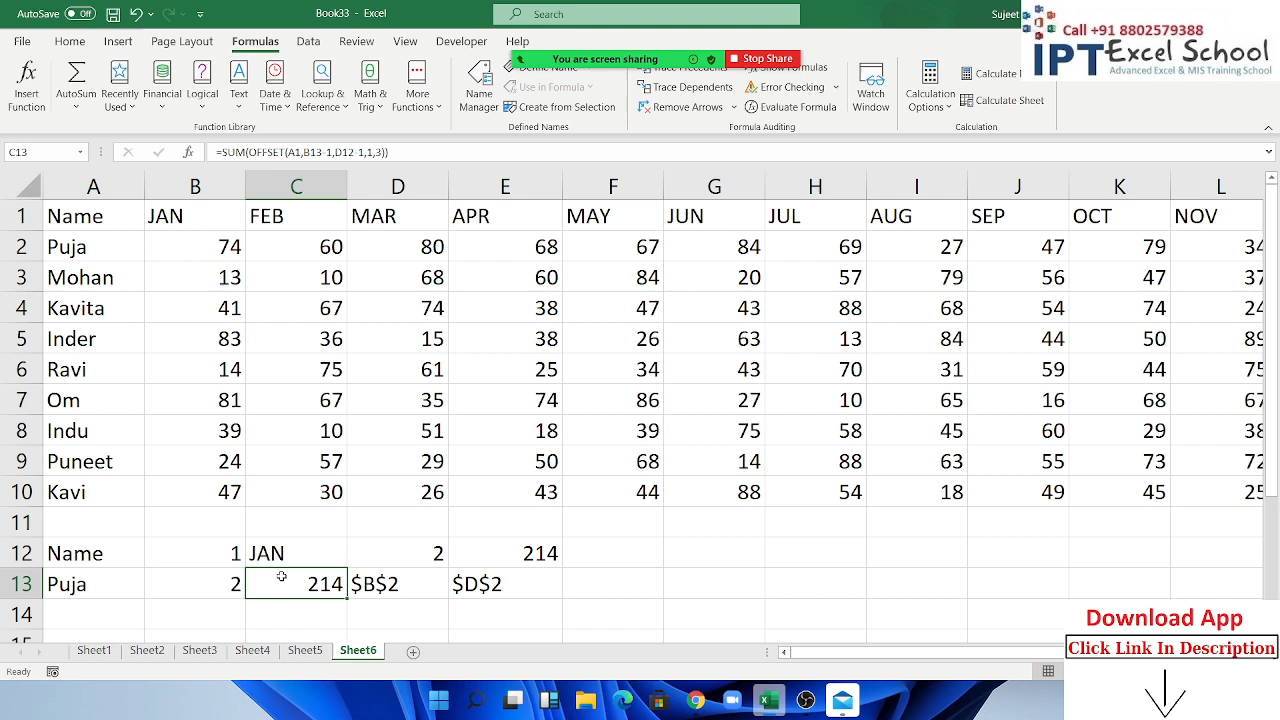 AutoSave Off Book33 - Excel Search Sujeet
Call +91 8802579388
IPT Excel School
Advanced Excel & MIS Training School
File Home Insert Page Layout Formulas Data Review View Developer Help
You are screen sharing Stop Share
Insert Function
AutoSum
Recently Used
Financial
Logical
Text
Date & Time
Lookup & Reference
Math & Trig
More Functions
Function Library
Name Manager
Define Name
Use in Formula
Create from Selection
Defined Names
Trace Precedents
Trace Dependents
Remove Arrows
Show Formulas
Error Checking
Evaluate Formula
Formula Auditing
Watch Window
Calculation Options
Calculate
Calculate Sheet
Calculation
C13 fx =SUM(OFFSET(A1,B13-1,D12-1,1,3))
A B C D E F G H I J K L
1 Name JAN FEB MAR APR MAY JUN JUL AUG SEP OCT NOV
2 Puja 74 60 80 68 67 84 69 27 47 79 34
3 Mohan 13 10 68 60 84 20 57 79 56 47 37
4 Kavita 41 67 74 38 47 43 88 68 54 74 24
5 Inder 83 36 15 38 26 63 13 84 44 50 89
6 Ravi 14 75 61 25 34 43 70 31 59 44 75
7 Om 81 67 35 74 86 27 10 65 16 68 67
8 Indu 39 10 51 18 39 75 58 45 60 29 38
9 Puneet 24 57 29 50 68 14 88 63 55 73 72
10 Kavi 47 30 26 43 44 88 54 18 49 45 25
11
12 Name 1 JAN 2 214
13 Puja 2 214 $B$2 $D$2
14
15
Download App
Click Link In Description
Sheet1 Sheet2 Sheet3 Sheet4 Sheet5 Sheet6
Ready